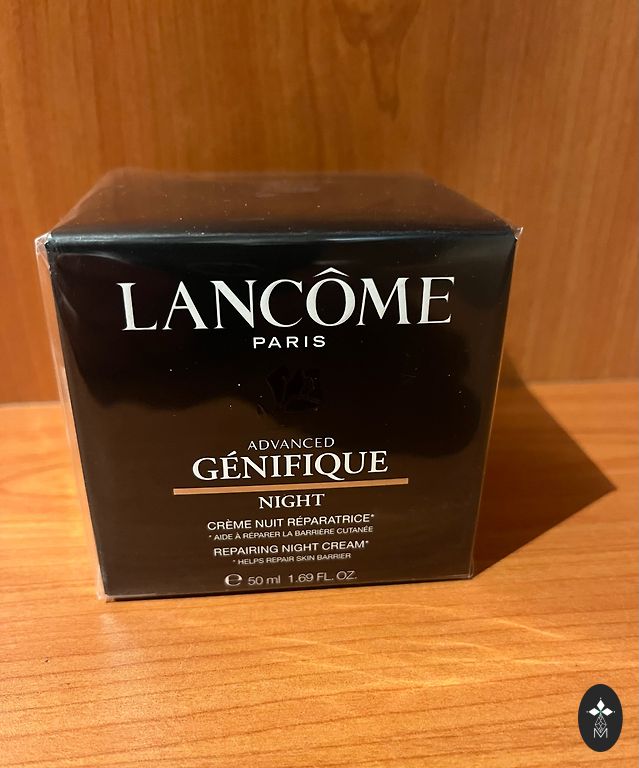 LANCÔME
PARIS
ADVANCED
GÉNIFIQUE
NIGHT
CRÈME NUIT RÉPARATRICE*
* AIDE À RÉPARER LA BARRIÈRE CUTANÉE
REPAIRING NIGHT CREAM*
* HELPS REPAIR SKIN BARRIER
℮ 50 ml 1.69 FL. OZ.
M